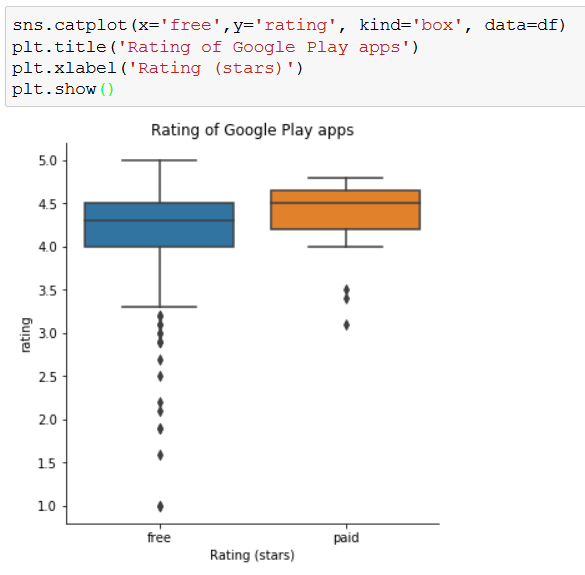 sns.catplot(x='free',y='rating', kind='box', data=df)
plt.title('Rating of Google Play apps')
plt.xlabel('Rating (stars)')
plt.show()
Rating of Google Play apps
5.0
4.5
4.0
3.5
3.0
2.5
2.0
1.5
1.0
rating
free paid
Rating (stars)